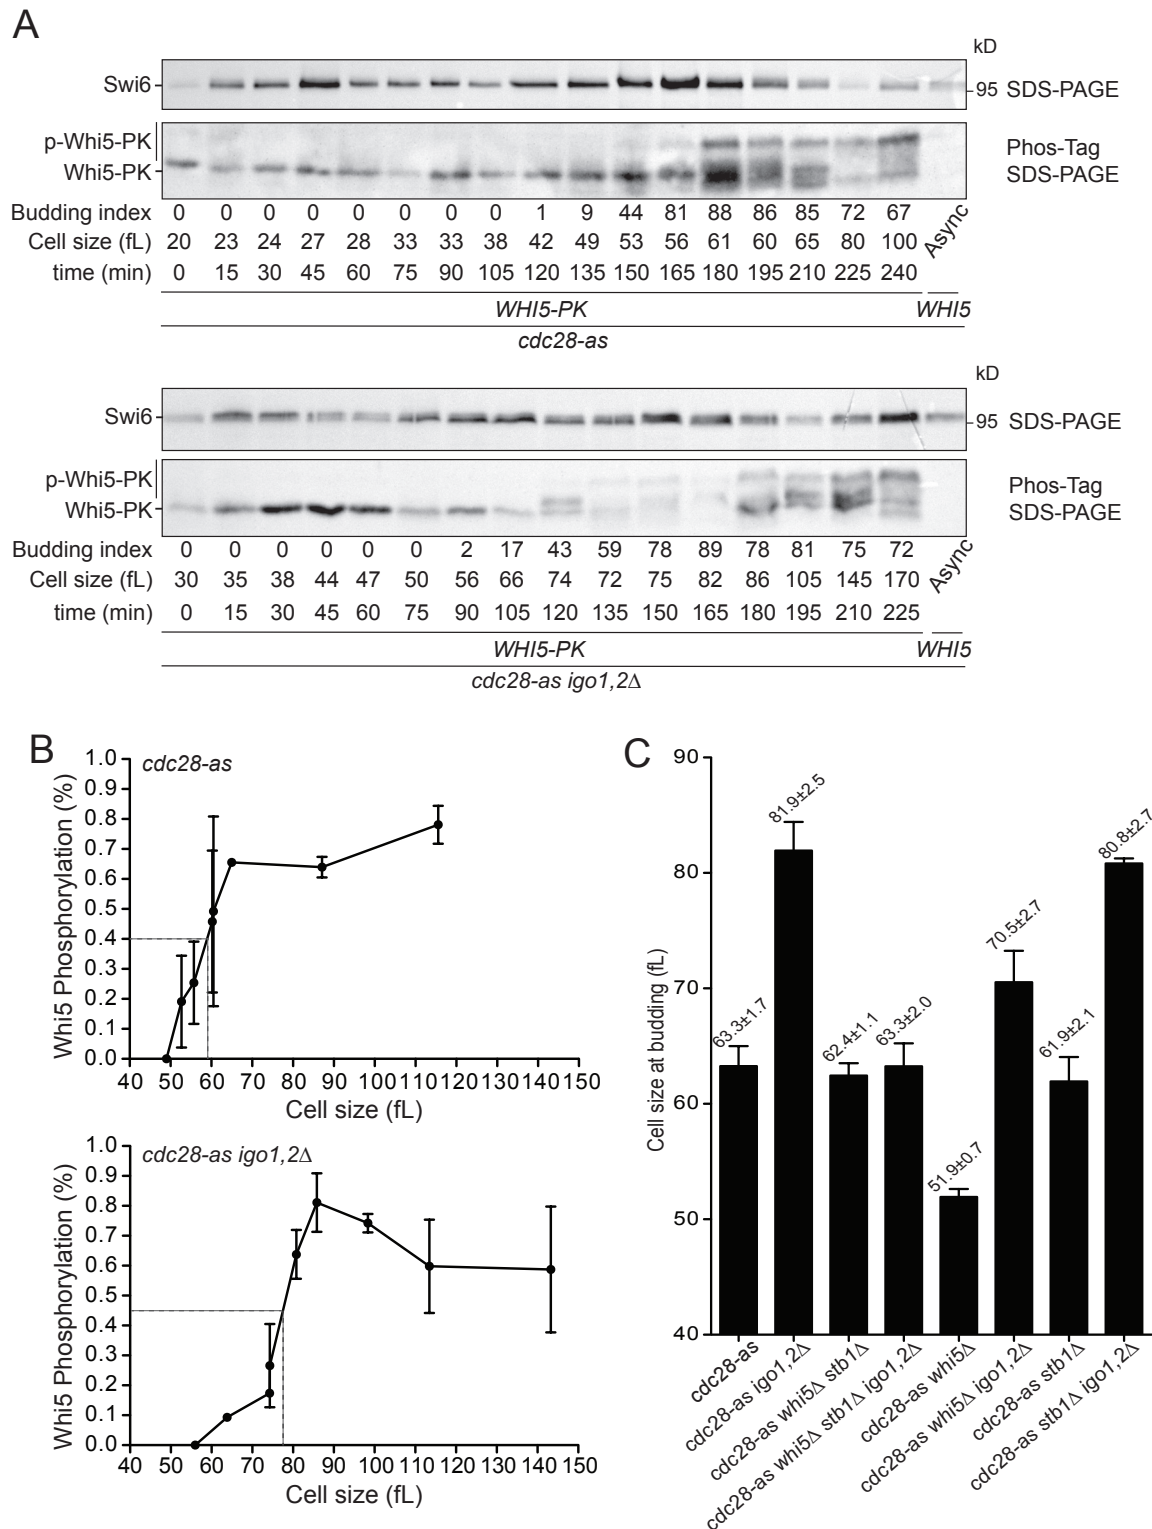 A
kD
Swi6
95 SDS-PAGE
p-Whi5-PK
Whi5-PK
Phos-Tag
SDS-PAGE
Budding index 0 0 0 0 0 0 0 0 1 9 44 81 88 86 85 72 67
Cell size (fL) 20 23 24 27 28 33 33 38 42 49 53 56 61 60 65 80 100
time (min) 0 15 30 45 60 75 90 105 120 135 150 165 180 195 210 225 240
Async
WHI5-PK WHI5
cdc28-as
kD
Swi6
95 SDS-PAGE
p-Whi5-PK
Whi5-PK
Phos-Tag
SDS-PAGE
Budding index 0 0 0 0 0 0 2 17 43 59 78 89 78 81 75 72
Cell size (fL) 30 35 38 44 47 50 56 66 74 72 75 82 86 105 145 170
time (min) 0 15 30 45 60 75 90 105 120 135 150 165 180 195 210 225
Async
WHI5-PK WHI5
cdc28-as igo1,2Δ
B
cdc28-as
Whi5 Phosphorylation (%)
1.0
0.9
0.8
0.7
0.6
0.5
0.4
0.3
0.2
0.1
0.0
40 50 60 70 80 90 100 110 120 130 140 150
Cell size (fL)
cdc28-as igo1,2Δ
Whi5 Phosphorylation (%)
1.0
0.9
0.8
0.7
0.6
0.5
0.4
0.3
0.2
0.1
0.0
40 50 60 70 80 90 100 110 120 130 140 150
Cell size (fL)
C
Cell size at budding (fL)
90
80
70
60
50
40
63.3±1.7
81.9±2.5
62.4±1.1
63.3±2.0
51.9±0.7
70.5±2.7
61.9±2.1
80.8±2.7
cdc28-as
cdc28-as igo1,2Δ
cdc28-as whi5Δ stb1Δ
cdc28-as whi5Δ stb1Δ igo1,2Δ
cdc28-as whi5Δ
cdc28-as whi5Δ igo1,2Δ
cdc28-as stb1Δ
cdc28-as stb1Δ igo1,2Δ